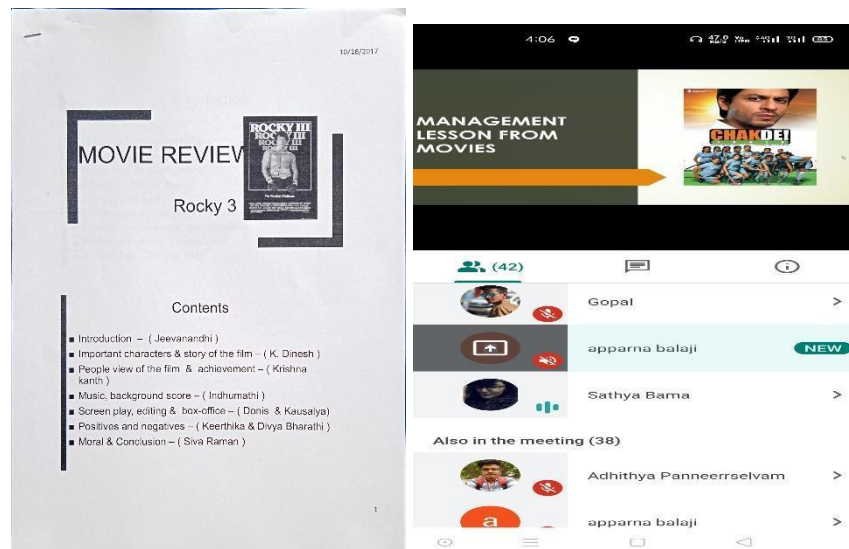 10/16/2017
MOVIE REVIEW
ROCKY III
Rocky 3
Contents
■ Introduction – ( Jeevanandhi )
■ Important characters & story of the film – ( K. Dinesh )
■ People view of the film & achievement – ( Krishna
kanth )
■ Music, background score – ( Indhumathi )
■ Screen play, editing & box-office – ( Donis & Kausalya)
■ Positives and negatives – ( Keerthika & Divya Bharathi )
■ Moral & Conclusion – ( Siva Raman )
1
4:06
47.0
MANAGEMENT
LESSON FROM
MOVIES
CHAK DE!
(42)
Gopal
apparna balaji
NEW
Sathya Bama
Also in the meeting (38)
Adhithya Panneerrselvam
a
apparna balaji